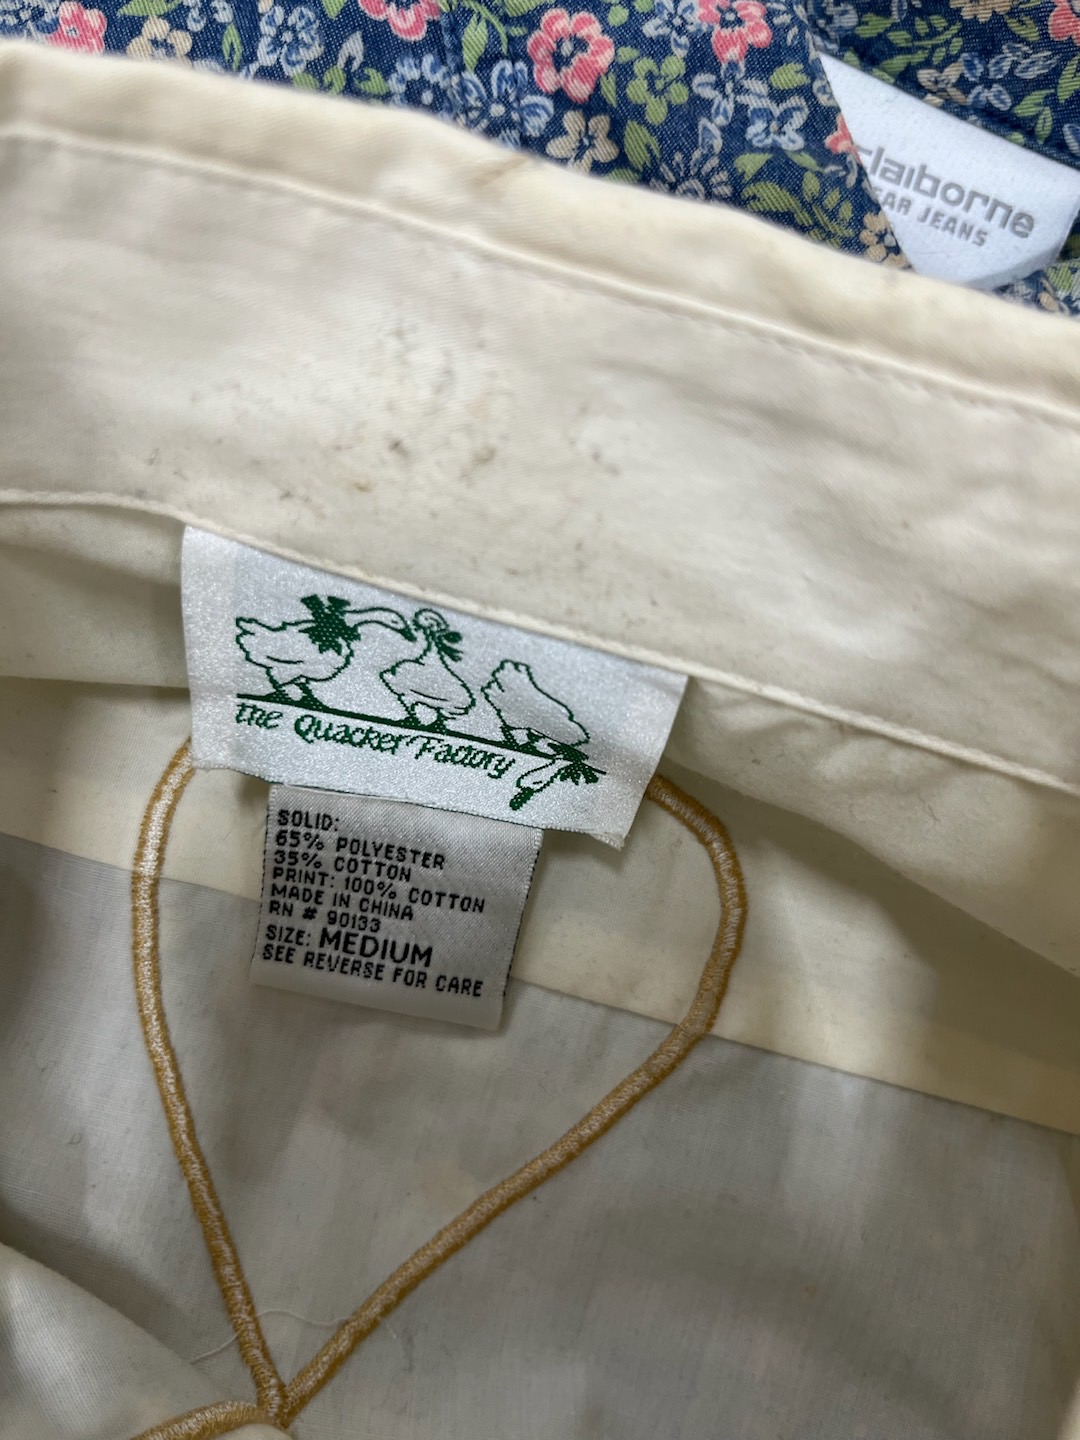 claiborne
JEANS
The Quacker Factory
SOLID:
65% POLYESTER
35% COTTON
PRINT: 100% COTTON
MADE IN CHINA
RN # 90133
SIZE: MEDIUM
SEE REVERSE FOR CARE